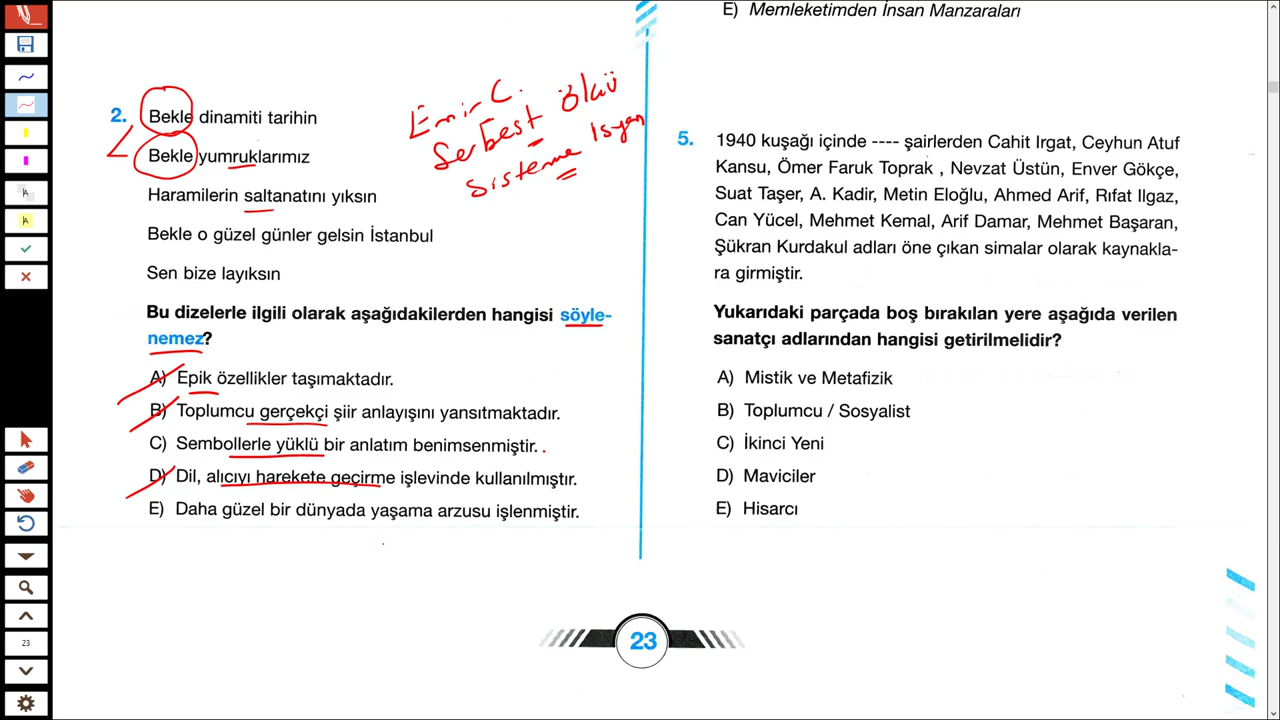 E) Memleketimden İnsan Manzaraları
2. Bekle dinamiti tarihin
Bekle yumruklarımız
Haramilerin saltanatını yıksın
Bekle o güzel günler gelsin İstanbul
Sen bize layıksın
Emir C.
Serbest ölçü
Sisteme isyan
Bu dizelerle ilgili olarak aşağıdakilerden hangisi söyle-
nemez?
A) Epik özellikler taşımaktadır.
B) Toplumcu gerçekçi şiir anlayışını yansıtmaktadır.
C) Sembollerle yüklü bir anlatım benimsenmiştir.
D) Dil, alıcıyı harekete geçirme işlevinde kullanılmıştır.
E) Daha güzel bir dünyada yaşama arzusu işlenmiştir.
5. 1940 kuşağı içinde ---- şairlerden Cahit Irgat, Ceyhun Atuf
Kansu, Ömer Faruk Toprak , Nevzat Üstün, Enver Gökçe,
Suat Taşer, A. Kadir, Metin Eloğlu, Ahmed Arif, Rıfat Ilgaz,
Can Yücel, Mehmet Kemal, Arif Damar, Mehmet Başaran,
Şükran Kurdakul adları öne çıkan simalar olarak kaynakla-
ra girmiştir.
Yukarıdaki parçada boş bırakılan yere aşağıda verilen
sanatçı adlarından hangisi getirilmelidir?
A) Mistik ve Metafizik
B) Toplumcu / Sosyalist
C) İkinci Yeni
D) Maviciler
E) Hisarcı
23
23